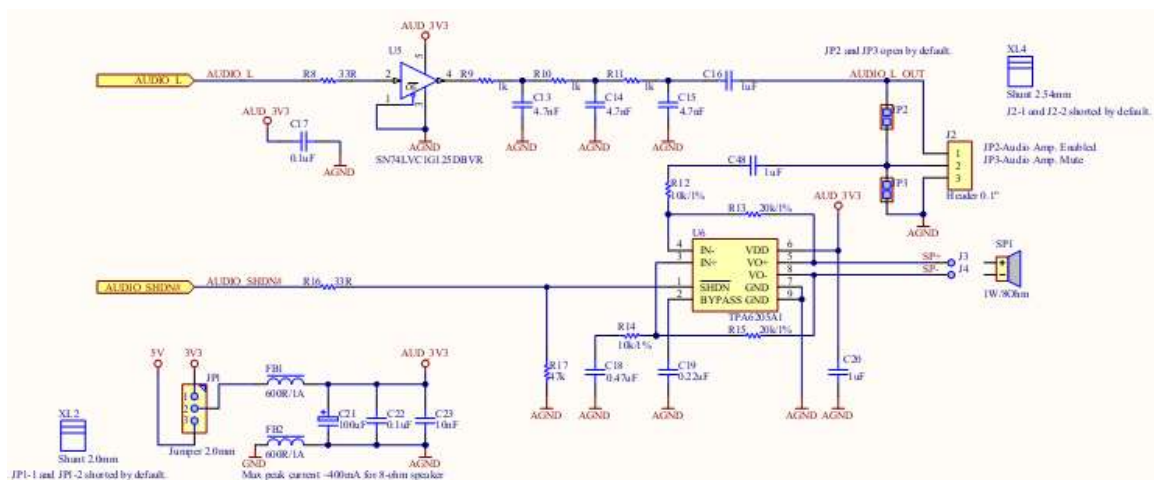 AUD_3V3
U5
5
JP2 and JP3 open by default.
XL4
AUDIO_L
AUDIO_L
R8
33R
2
4
R9
1k
R10
1k
R11
1k
C16
1uF
AUDIO_L_OUT
Shunt 2.54mm
J2-1 and J2-2 shorted by default.
1
OE
3
AUD_3V3
C17
0.1uF
AGND
AGND
SN74LVC1G125DBVR
C13
4.7nF
AGND
C14
4.7nF
AGND
C15
4.7nF
AGND
JP2
J2
1
2
3
Header 0.1"
JP2-Audio Amp. Enabled
JP3-Audio Amp. Mute
C48
1uF
JP3
AGND
R12
10k/1%
R13
20k/1%
AUD_3V3
U6
4
IN-
VDD
6
3
IN+
VO+
5
VO-
8
1
SHDN
GND
7
2
BYPASS
GND
9
TPA6205A1
SP+
J3
SP-
J4
SP1
1W/8Ohm
AUDIO_SHDN#
AUDIO_SHDN#
R16
33R
R14
10k/1%
R15
20k/1%
R17
47k
AGND
C18
0.47uF
AGND
C19
0.22uF
AGND
AGND
C20
1uF
AGND
5V
3V3
JP1
1
2
3
Jumper 2.0mm
FB1
600R/1A
AUD_3V3
C21
100uF
C22
0.1uF
C23
10nF
FB2
600R/1A
GND
AGND
XL2
Shunt 2.0mm
JP1-1 and JP1-2 shorted by default.
Max peak current ~400mA for 8-ohm speaker